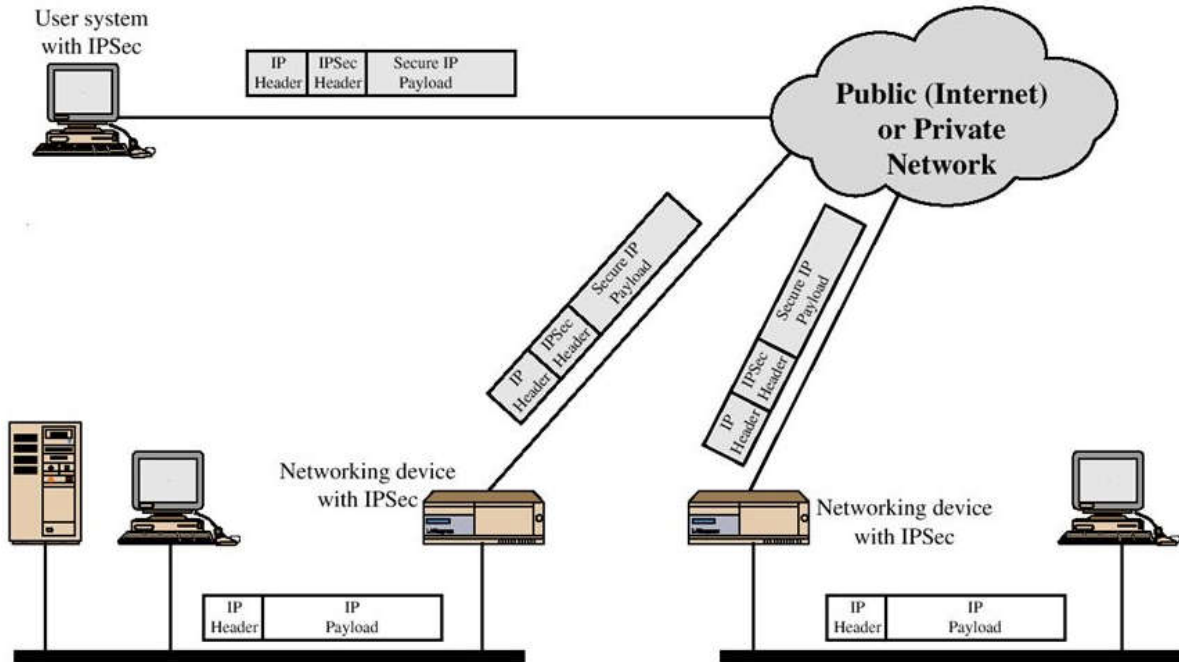 User system
with IPSec
IP
Header
IPSec
Header
Secure IP
Payload
Public (Internet)
or Private
Network
IP
Header
IPSec
Header
Secure IP
Payload
IP
Header
IPSec
Header
Secure IP
Payload
Networking device
with IPSec
Networking device
with IPSec
IP
Header
IP
Payload
IP
Header
IP
Payload